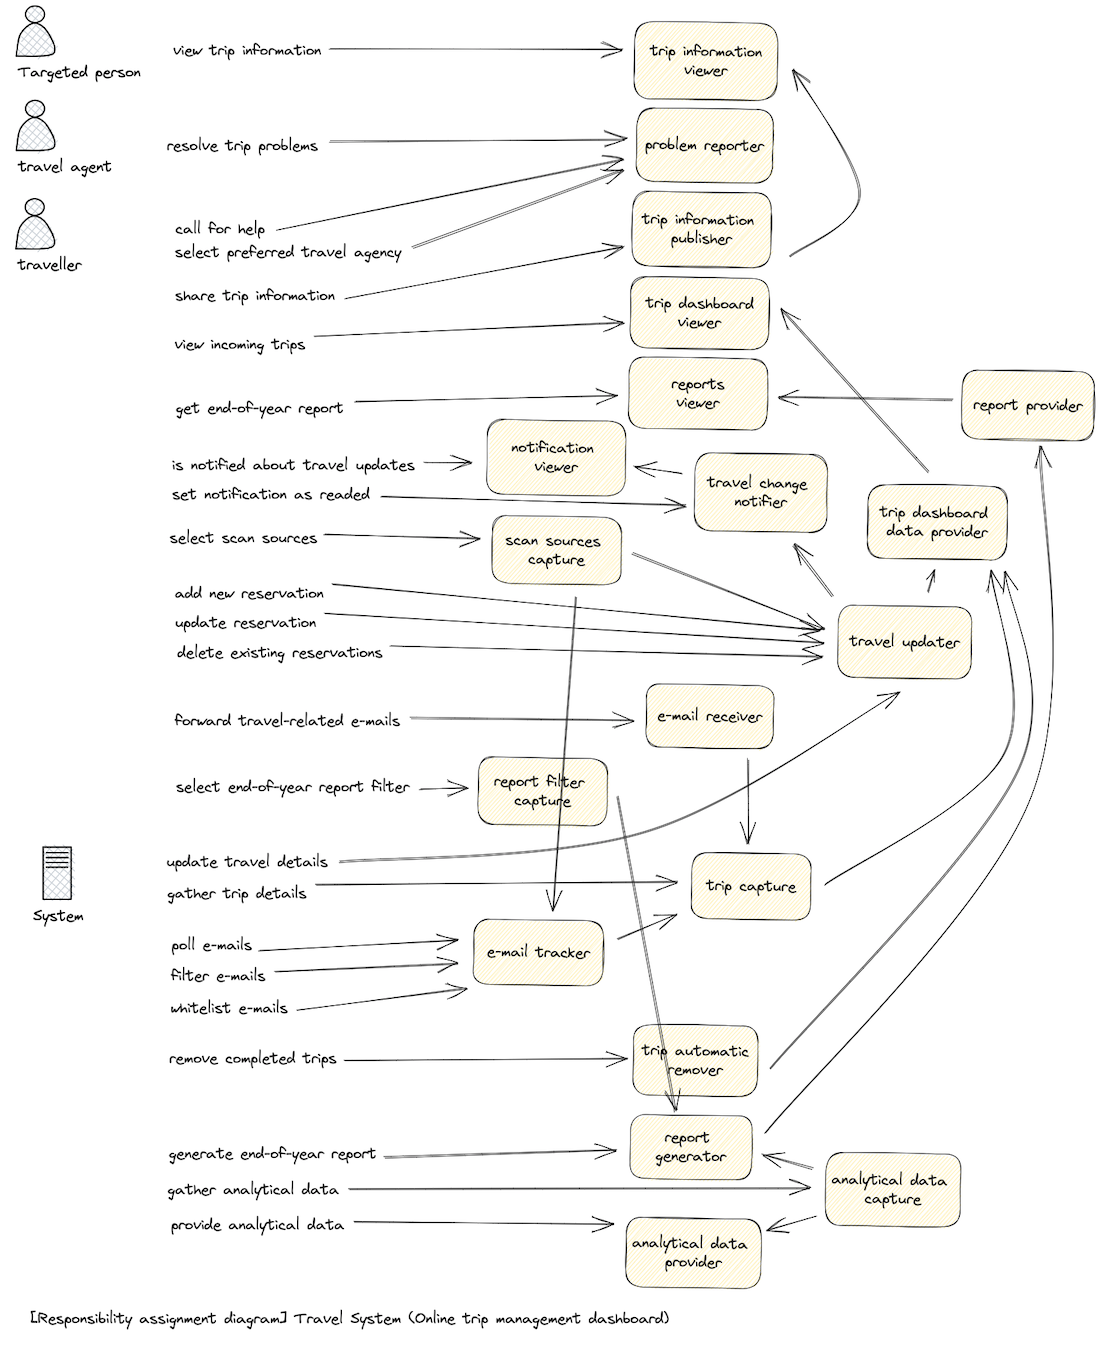 Targeted person
travel agent
traveller
System
view trip information
resolve trip problems
call for help
select preferred travel agency
share trip information
view incoming trips
get end-of-year report
is notified about travel updates
set notification as readed
select scan sources
add new reservation
update reservation
delete existing reservations
forward travel-related e-mails
select end-of-year report filter
update travel details
gather trip details
poll e-mails
filter e-mails
whitelist e-mails
remove completed trips
generate end-of-year report
gather analytical data
provide analytical data
trip information
viewer
problem reporter
trip information
publisher
trip dashboard
viewer
reports
viewer
report provider
notification
viewer
travel change
notifier
trip dashboard
data provider
scan sources
capture
travel updater
e-mail receiver
report filter
capture
trip capture
e-mail tracker
trip automatic
remover
report
generator
analytical data
capture
analytical data
provider
[Responsibility assignment diagram] Travel System (Online trip management dashboard)